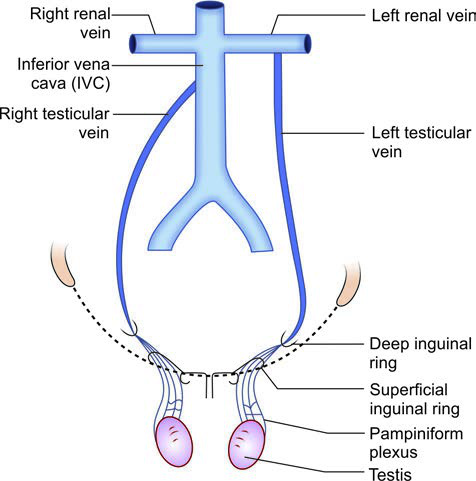 Right renal
vein
Left renal vein
Inferior vena
cava (IVC)
Right testicular
vein
Left testicular
vein
Deep inguinal
ring
Superficial
inguinal ring
Pampiniform
plexus
Testis